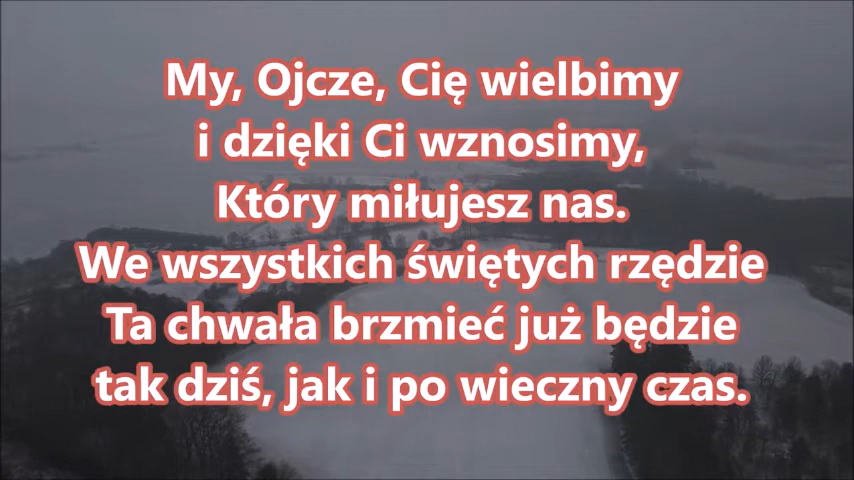 My, Ojcze, Cię wielbimy
i dzięki Ci wznosimy,
Który miłujesz nas.
We wszystkich świętych rzędzie
Ta chwała brzmieć już będzie
tak dziś, jak i po wieczny czas.